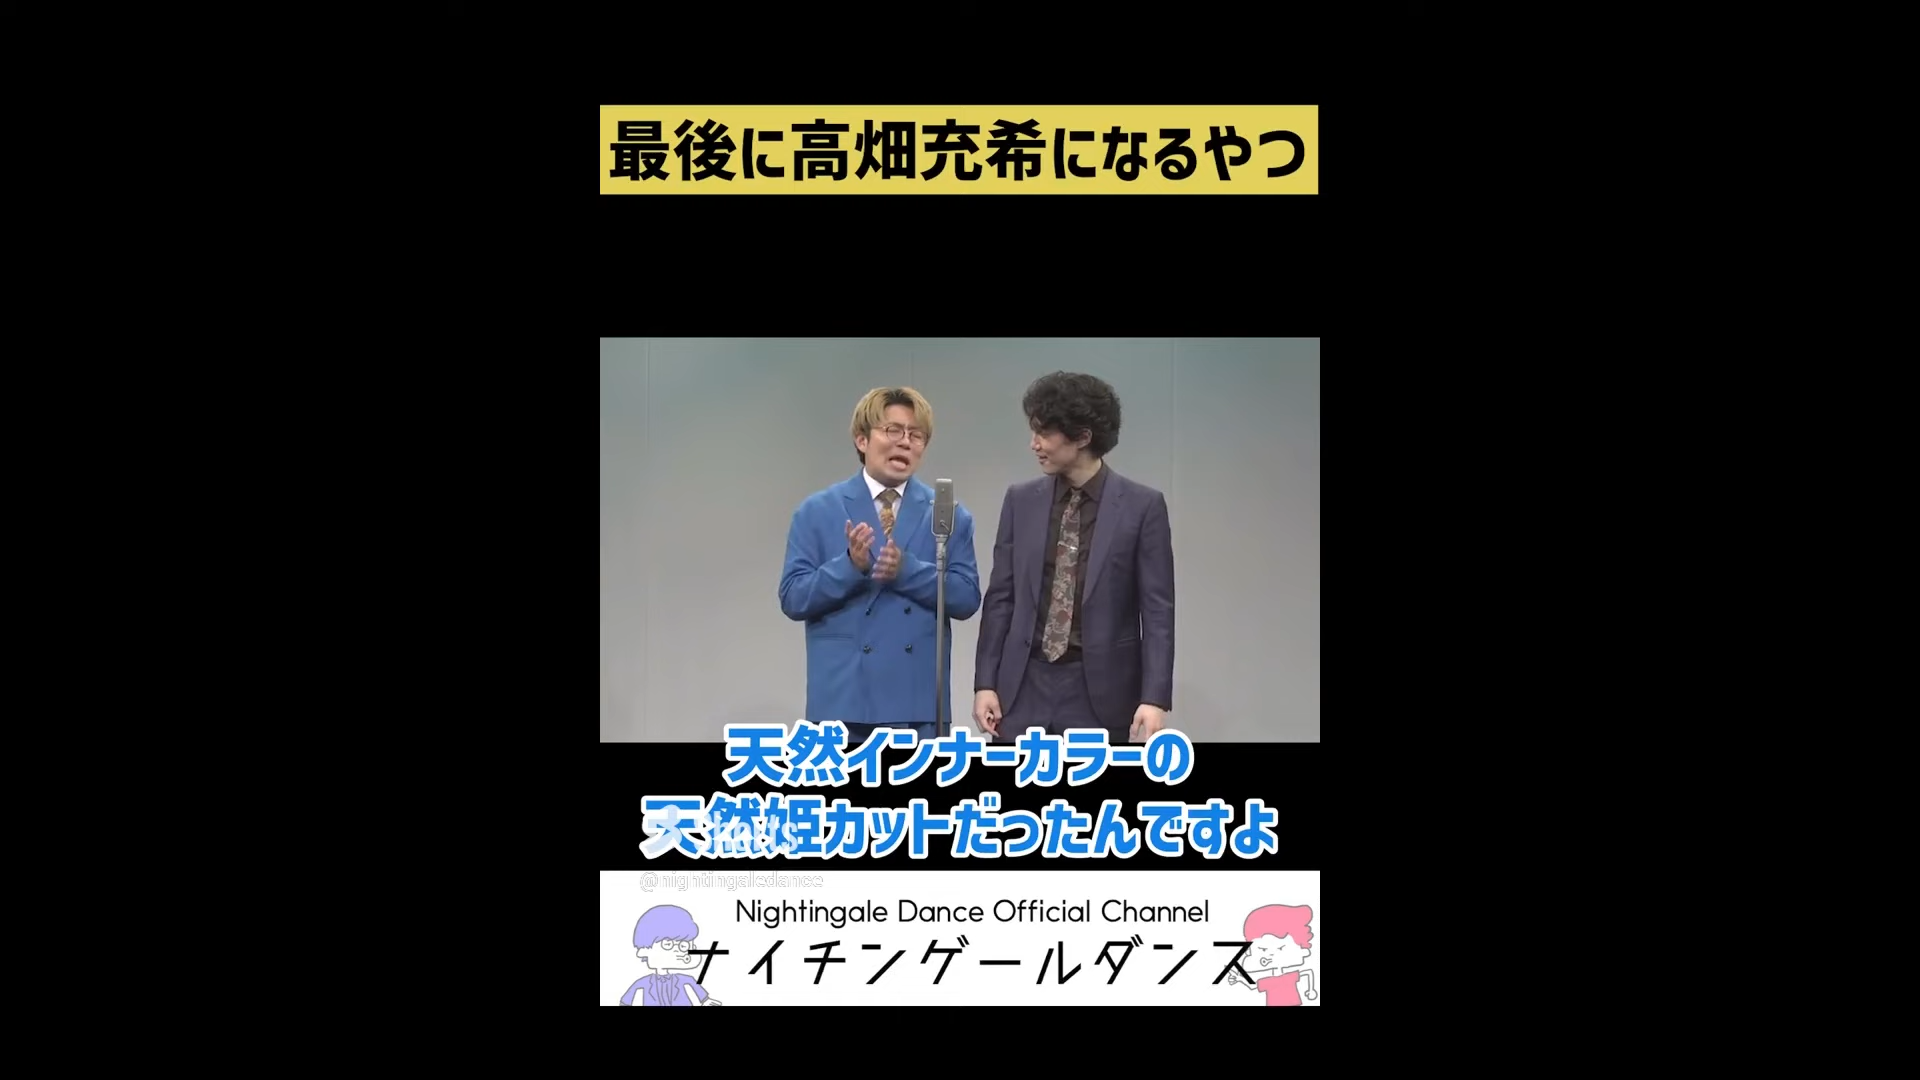 最後に高畑充希になるやつ
天然インナーカラーの
天然姫カットだったんですよ
Shorts
@nightingaledance
Nightingale Dance Official Channel
ナイチンゲールダンス